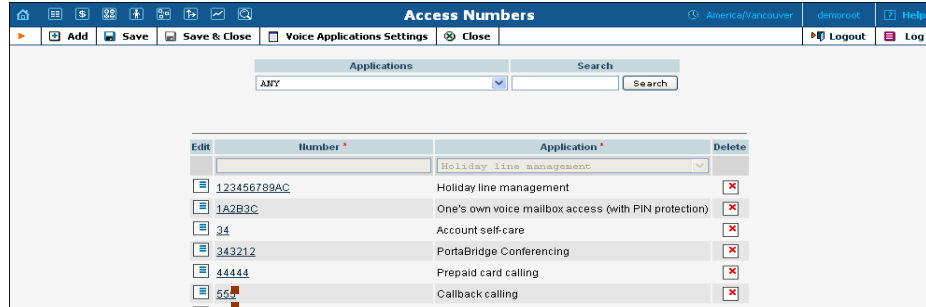 Access Numbers America/Vancouver demoroot Help
Add Save Save & Close Voice Applications Settings Close Logout Log
Applications Search
ANY Search
Edit Number * Application * Delete
Holiday line management
123456789AC Holiday line management
1A2B3C One's own voice mailbox access (with PIN protection)
34 Account self-care
343212 PortaBridge Conferencing
44444 Prepaid card calling
555 Callback calling